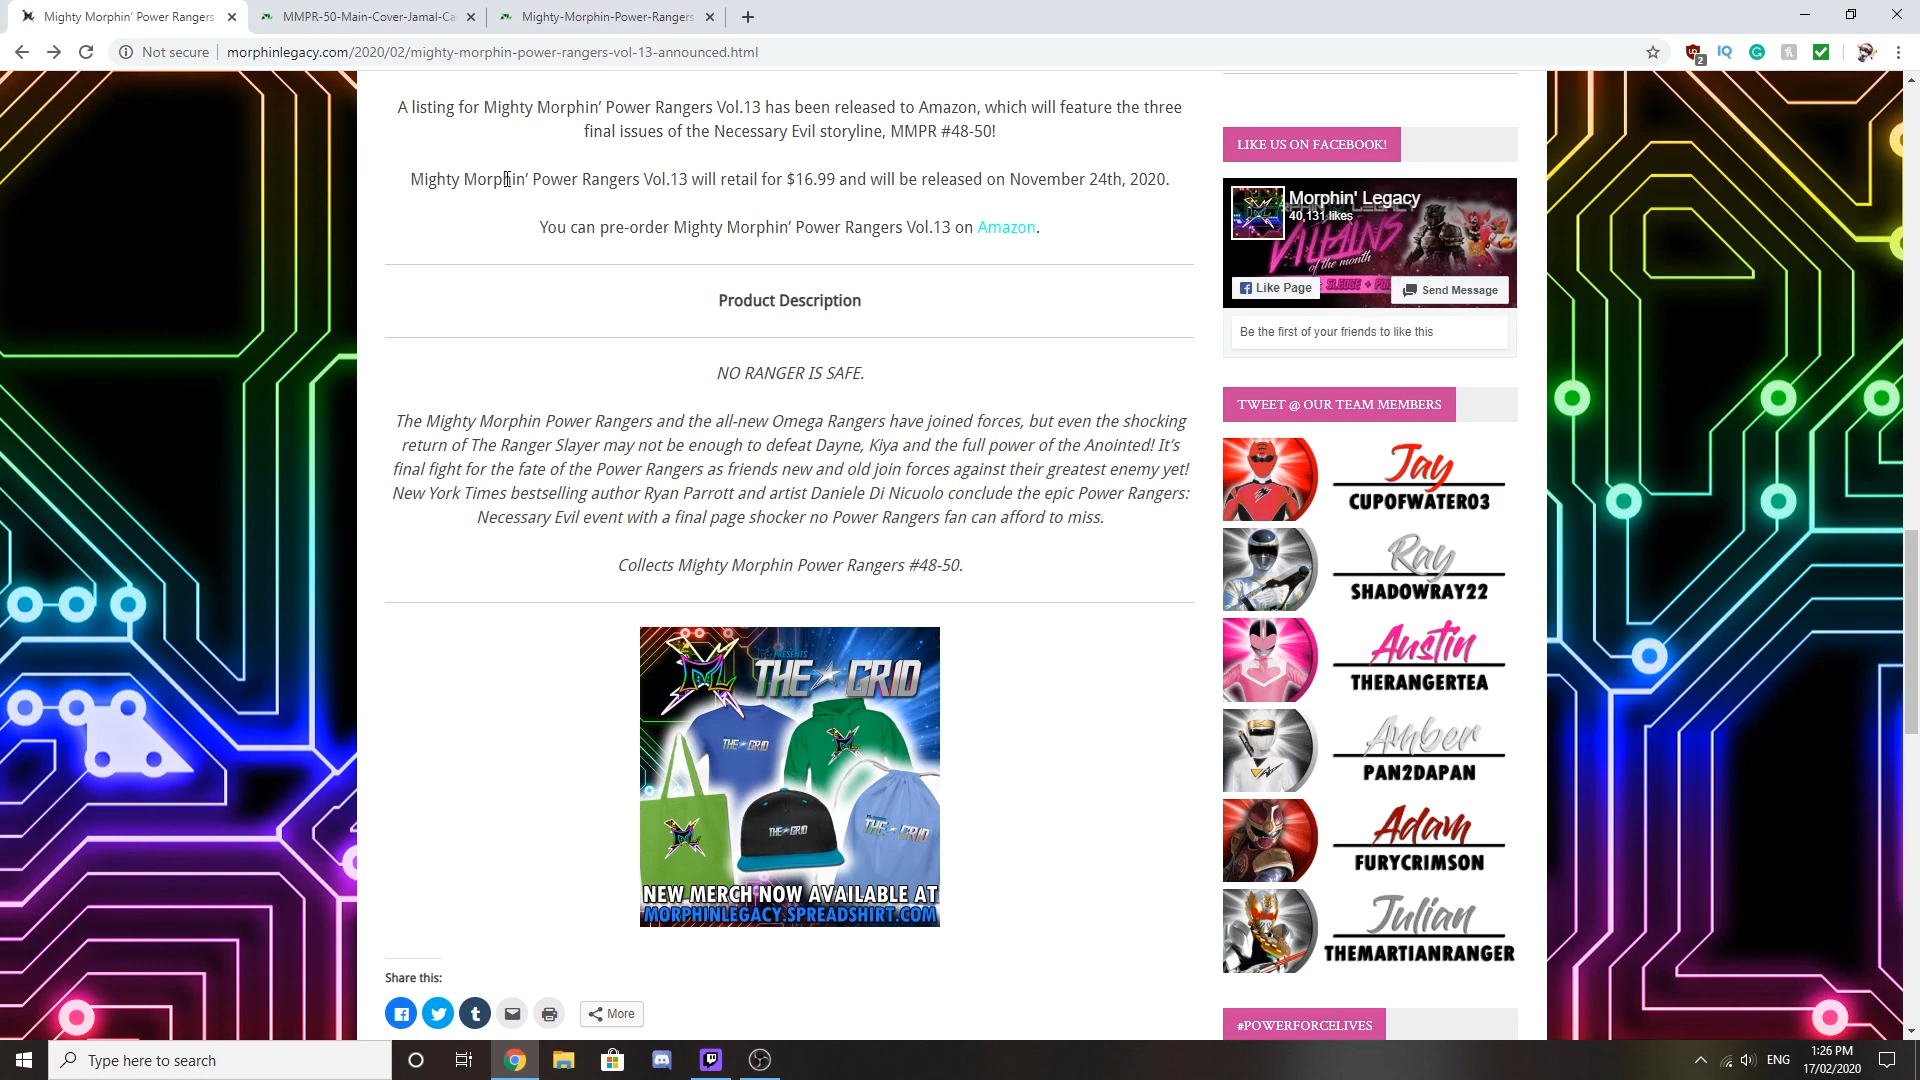 Mighty Morphin' Power Rangers
MMPR-50-Main-Cover-Jamal-Ca
Mighty-Morphin-Power-Rangers
Not secure
morphinlegacy.com/2020/02/mighty-morphin-power-rangers-vol-13-announced.html
2
A listing for Mighty Morphin' Power Rangers Vol.13 has been released to Amazon, which will feature the three
final issues of the Necessary Evil storyline, MMPR #48-50!
Mighty Morphin' Power Rangers Vol.13 will retail for $16.99 and will be released on November 24th, 2020.
You can pre-order Mighty Morphin' Power Rangers Vol.13 on Amazon.
Product Description
NO RANGER IS SAFE.
The Mighty Morphin Power Rangers and the all-new Omega Rangers have joined forces, but even the shocking
return of The Ranger Slayer may not be enough to defeat Dayne, Kiya and the full power of the Anointed! It's
final fight for the fate of the Power Rangers as friends new and old join forces against their greatest enemy yet!
New York Times bestselling author Ryan Parrott and artist Daniele Di Nicuolo conclude the epic Power Rangers:
Necessary Evil event with a final page shocker no Power Rangers fan can afford to miss.
Collects Mighty Morphin Power Rangers #48-50.
PRESENTS
THE GRID
THE GRID
THE GRID
THE GRID
NEW MERCH NOW AVAILABLE AT
MORPHINLEGACY.SPREADSHIRT.COM
Share this:
More
LIKE US ON FACEBOOK!
Morphin' Legacy
40,131 likes
VILLAINS
of the month
Like Page
Send Message
Be the first of your friends to like this
TWEET @ OUR TEAM MEMBERS
Jay
CUPOFWATER03
Ray
SHADOWRAY22
Austin
THERANGERTEA
Amber
PAN2DAPAN
Adam
FURYCRIMSON
Julian
THEMARTIANRANGER
#POWERFORCELIVES
Type here to search
ENG
1:26 PM
17/02/2020